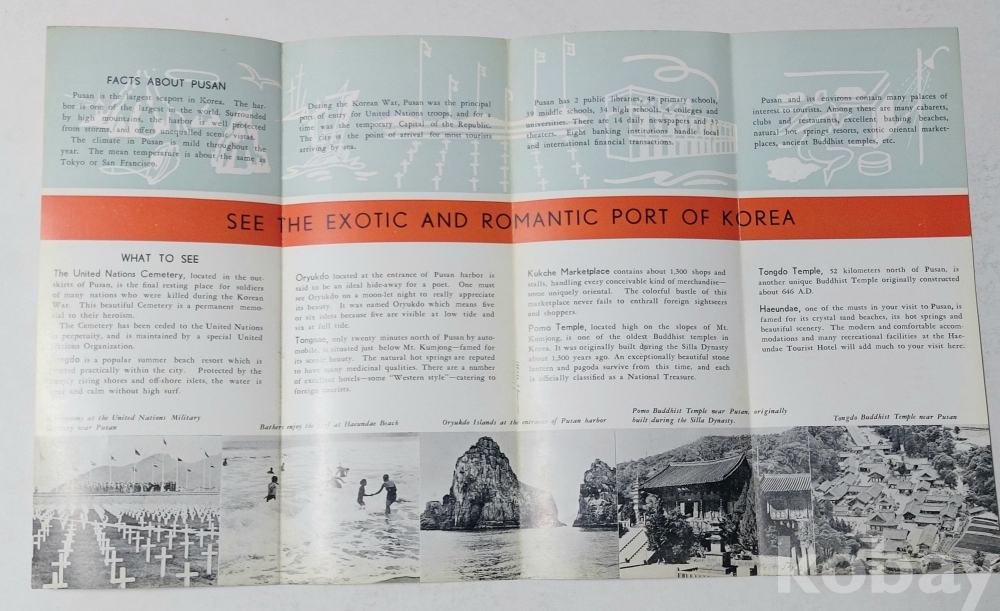 FACTS ABOUT PUSAN
Pusan is the largest seaport in Korea. The har-
bor is one of the largest in the world. Surrounded
by high mountains, the harbor is well protected
from storms, and offers unequalled scenic vistas.
The climate in Pusan is mild throughout the
year. The mean temperature is about the same as
Tokyo or San Francisco.
During the Korean War, Pusan was the principal
port of entry for United Nations troops, and for a
time was the temporary Capital of the Republic.
The city is the point of arrival for most tourists
arriving by sea.
Pusan has 2 public libraries, 48 primary schools,
39 middle schools, 34 high schools, 4 colleges and
universities. There are 14 daily newspapers and 33
theaters. Eight banking institutions handle local
and international financial transactions.
Pusan and its environs contain many places of
interest to tourists. Among these are many cabarets,
clubs and restaurants, excellent bathing beaches,
natural hot springs resorts, exotic oriental market-
places, ancient Buddhist temples, etc.
SEE THE EXOTIC AND ROMANTIC PORT OF KOREA
WHAT TO SEE
The United Nations Cemetery, located in the out-
skirts of Pusan, is the final resting place for soldiers
of many nations who were killed during the Korean
War. This beautiful Cemetery is a permanent memo-
rial to their heroism.
The Cemetery has been ceded to the United Nations
in perpetuity, and is maintained by a special United
Nations Organization.
is a popular summer beach resort which is
practically within the city. Protected by the
rising shores and off-shore islets, the water is
and calm without high surf.
Oryukdo located at the entrance of Pusan harbor is
said to be an ideal hide-away for a poet. One must
see Oryukdo on a moon-let night to really appreciate
its beauty. It was named Oryukdo which means five
or six islets because five are visible at low tide and
six at full tide.
Tongnae, only twenty minutes north of Pusan by auto-
mobile, is situated just below Mt. Kumjong—famed for
its scenic beauty. The natural hot springs are reputed
to have many medicinal qualities. There are a number
of excellent hotels—some "Western style"—catering to
foreign tourists.
Kukche Marketplace contains about 1,300 shops and
stalls, handling every conceivable kind of merchandise—
some uniquely oriental. The colorful bustle of this
marketplace never fails to enthrall foreign sightseers
and shoppers.
Pomo Temple, located high on the slopes of Mt.
Kumjong, is one of the oldest Buddhist temples in
Korea. It was originally built during the Silla Dynasty
about 1,300 years ago. An exceptionally beautiful stone
lantern and pagoda survive from this time, and each
is officially classified as a National Treasure.
Tongdo Temple, 52 kilometers north of Pusan, is
another unique Buddhist Temple originally constructed
about 646 A.D.
Haeundae, one of the musts in your visit to Pusan, is
famed for its crystal sand beaches, its hot springs and
beautiful scenery. The modern and comfortable accom-
modations and many recreational facilities at the Hae-
undae Tourist Hotel will add much to your visit here.
at the United Nations Military
near Pusan
Bathers enjoy the surf at Haeundae Beach
Oryukdo Islands at the entrance of Pusan harbor
Pomo Buddhist Temple near Pusan, originally
built during the Silla Dynasty.
Tongdo Buddhist Temple near Pusan
Kobay